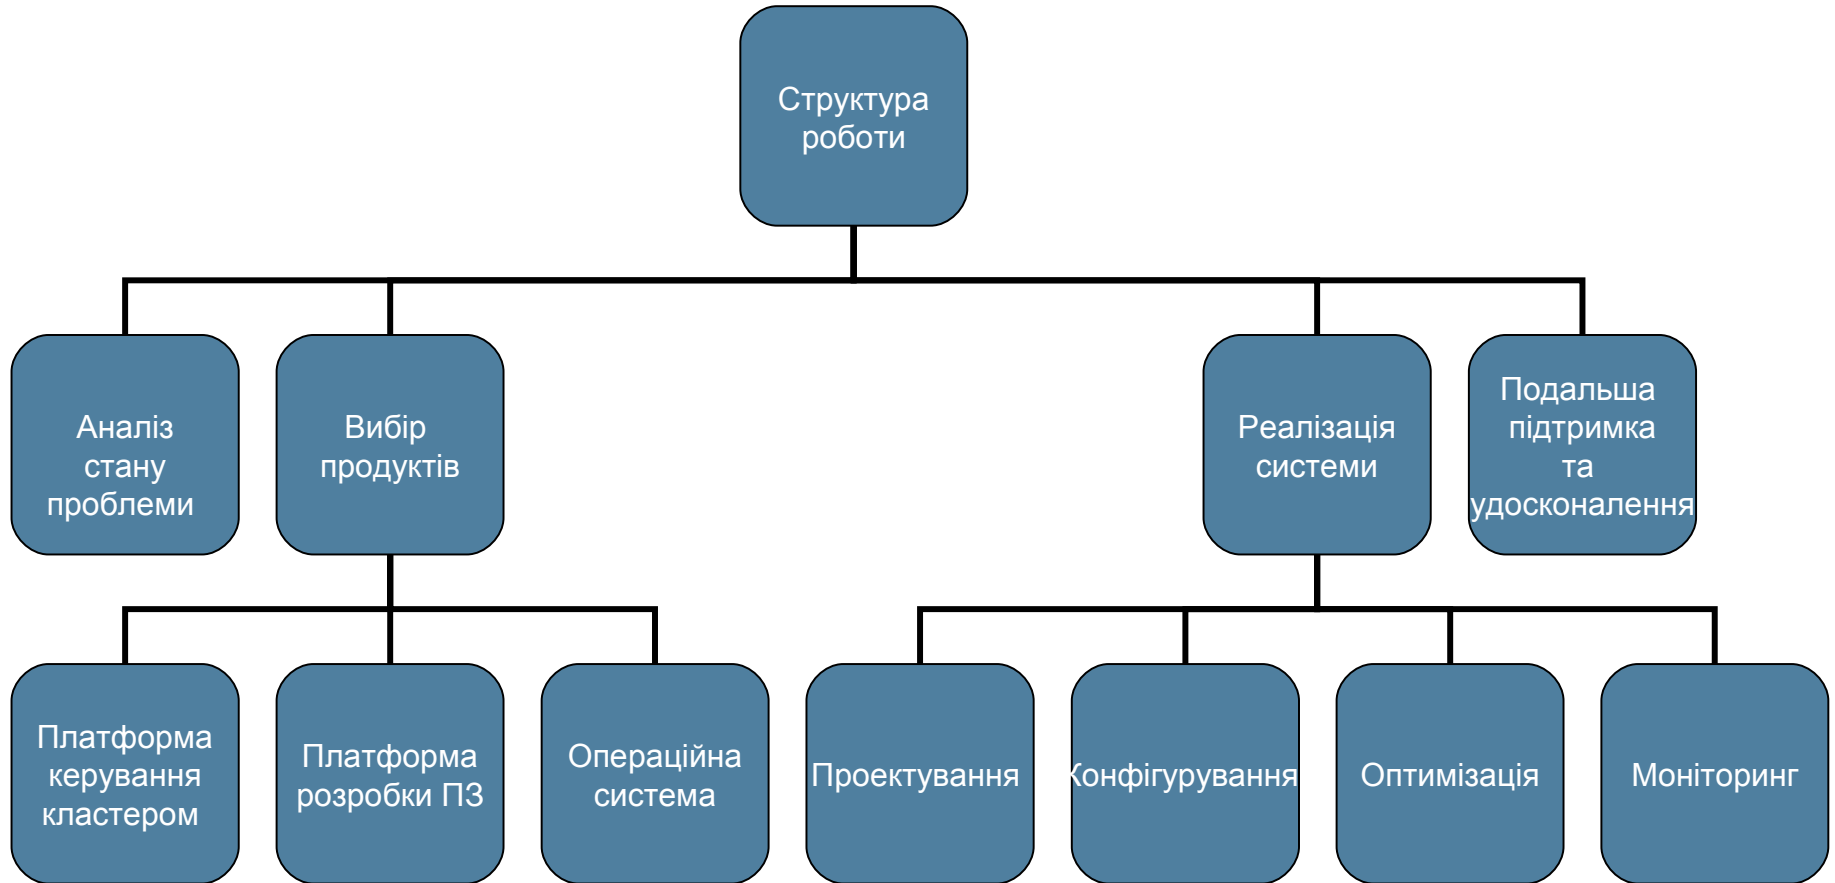 Структура
роботи
Аналіз
стану
проблеми
Вибір
продуктів
Реалізація
системи
Подальша
підтримка
та
удосконалення
Платформа
керування
кластером
Платформа
розробки ПЗ
Операційна
система
Проектування
Конфігурування
Оптимізація
Моніторинг